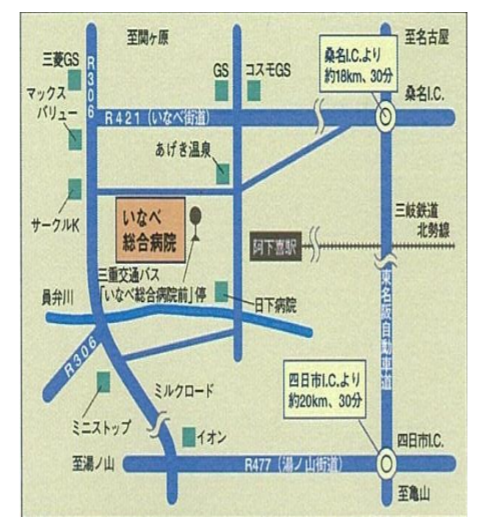 至関ヶ原
至名古屋
三菱GS
R306
GS
コスモGS
桑名I.C.より
約18km、30分
桑名I.C.
マックス
バリュー
R421（いなべ街道）
あげき温泉
サークルK
いなべ
総合病院
三岐鉄道
北勢線
阿下喜駅
三重交通バス
「いなべ総合病院前」停
員弁川
日下病院
東名阪自動車道
R306
ミルクロード
四日市I.C.より
約20km、30分
ミニストップ
イオン
四日市I.C.
至湯ノ山
R477（湯ノ山街道）
至亀山